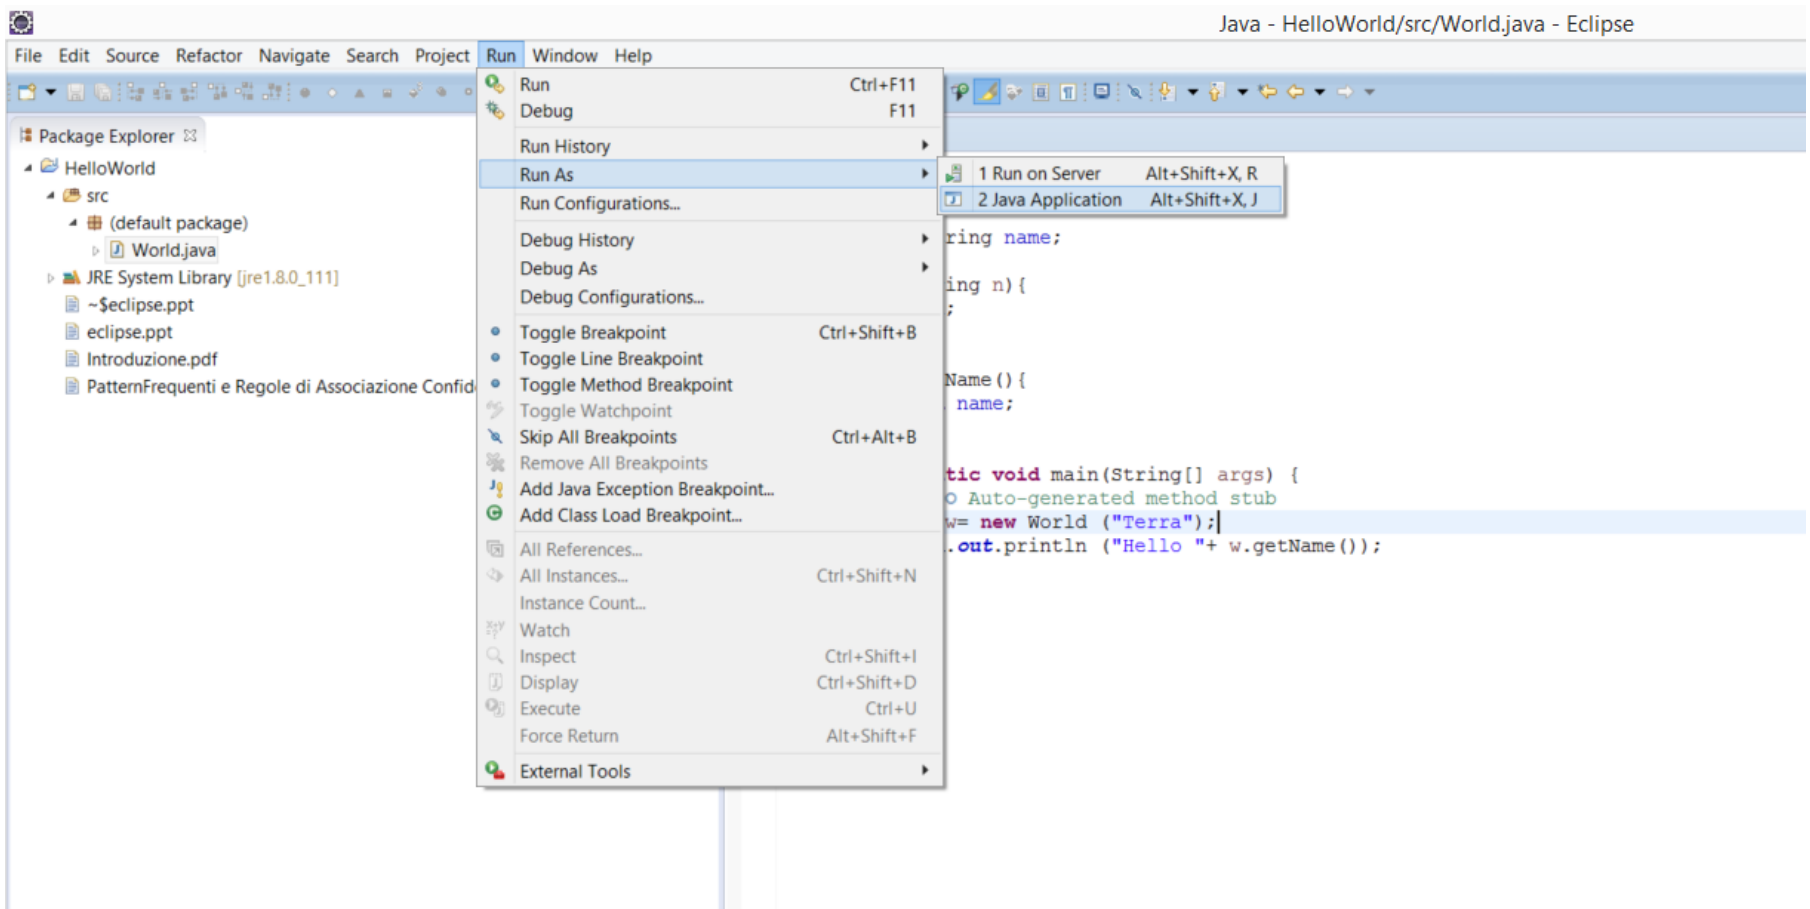 Java - HelloWorld/src/World.java - Eclipse
File Edit Source Refactor Navigate Search Project Run Window Help
Package Explorer
HelloWorld
src
(default package)
World.java
JRE System Library [jre1.8.0_111]
~$eclipse.ppt
eclipse.ppt
Introduzione.pdf
PatternFrequenti e Regole di Associazione Confid
Run Ctrl+F11
Debug F11
Run History
Run As
Run Configurations...
Debug History
Debug As
Debug Configurations...
Toggle Breakpoint Ctrl+Shift+B
Toggle Line Breakpoint
Toggle Method Breakpoint
Toggle Watchpoint
Skip All Breakpoints Ctrl+Alt+B
Remove All Breakpoints
Add Java Exception Breakpoint...
Add Class Load Breakpoint...
All References...
All Instances... Ctrl+Shift+N
Instance Count...
Watch
Inspect Ctrl+Shift+I
Display Ctrl+Shift+D
Execute Ctrl+U
Force Return Alt+Shift+F
External Tools
1 Run on Server Alt+Shift+X, R
2 Java Application Alt+Shift+X, J
ring name;
ing n){
;
Name(){
name;
tic void main(String[] args) {
O Auto-generated method stub
w= new World ("Terra");
.out.println ("Hello "+ w.getName());